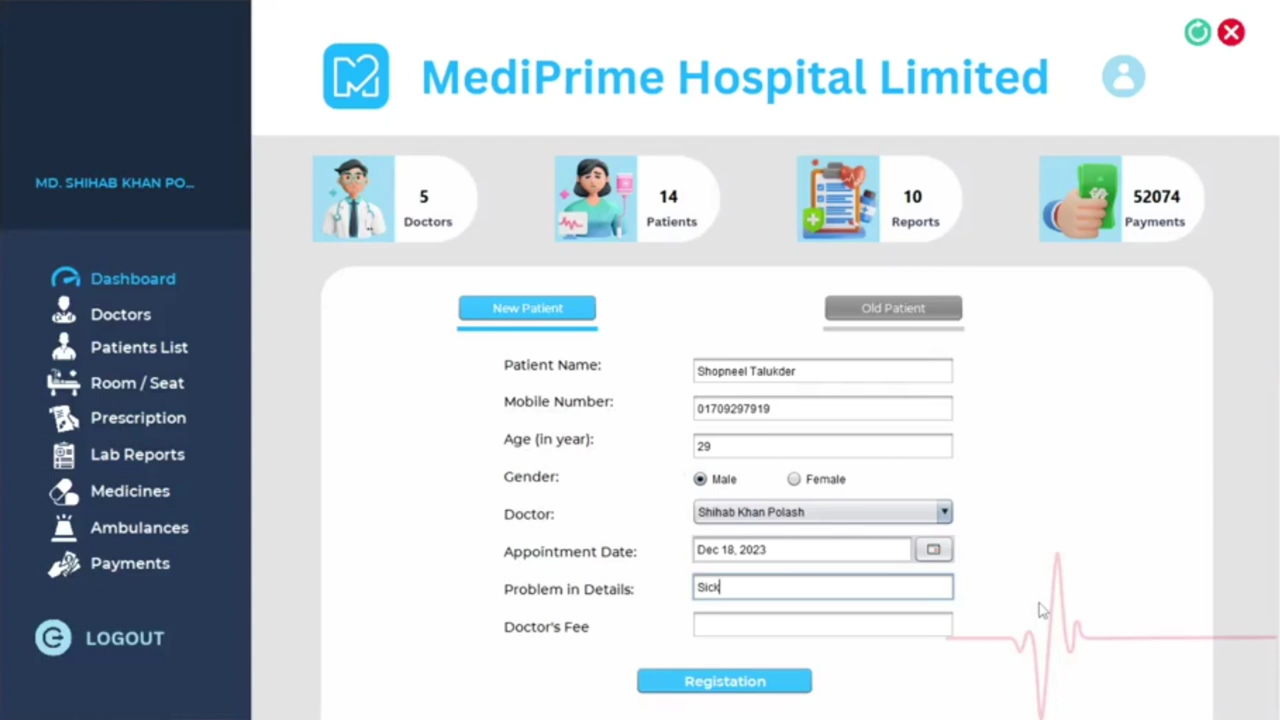 MediPrime Hospital Limited
MD. SHIHAB KHAN PO...
5
Doctors
14
Patients
10
Reports
52074
Payments
Dashboard
Doctors
Patients List
Room / Seat
Prescription
Lab Reports
Medicines
Ambulances
Payments
LOGOUT
New Patient
Old Patient
Patient Name: Shopneel Talukder
Mobile Number: 01709297919
Age (in year): 29
Gender: Male Female
Doctor: Shihab Khan Polash
Appointment Date: Dec 18, 2023
Problem in Details: Sick
Doctor's Fee
Registation